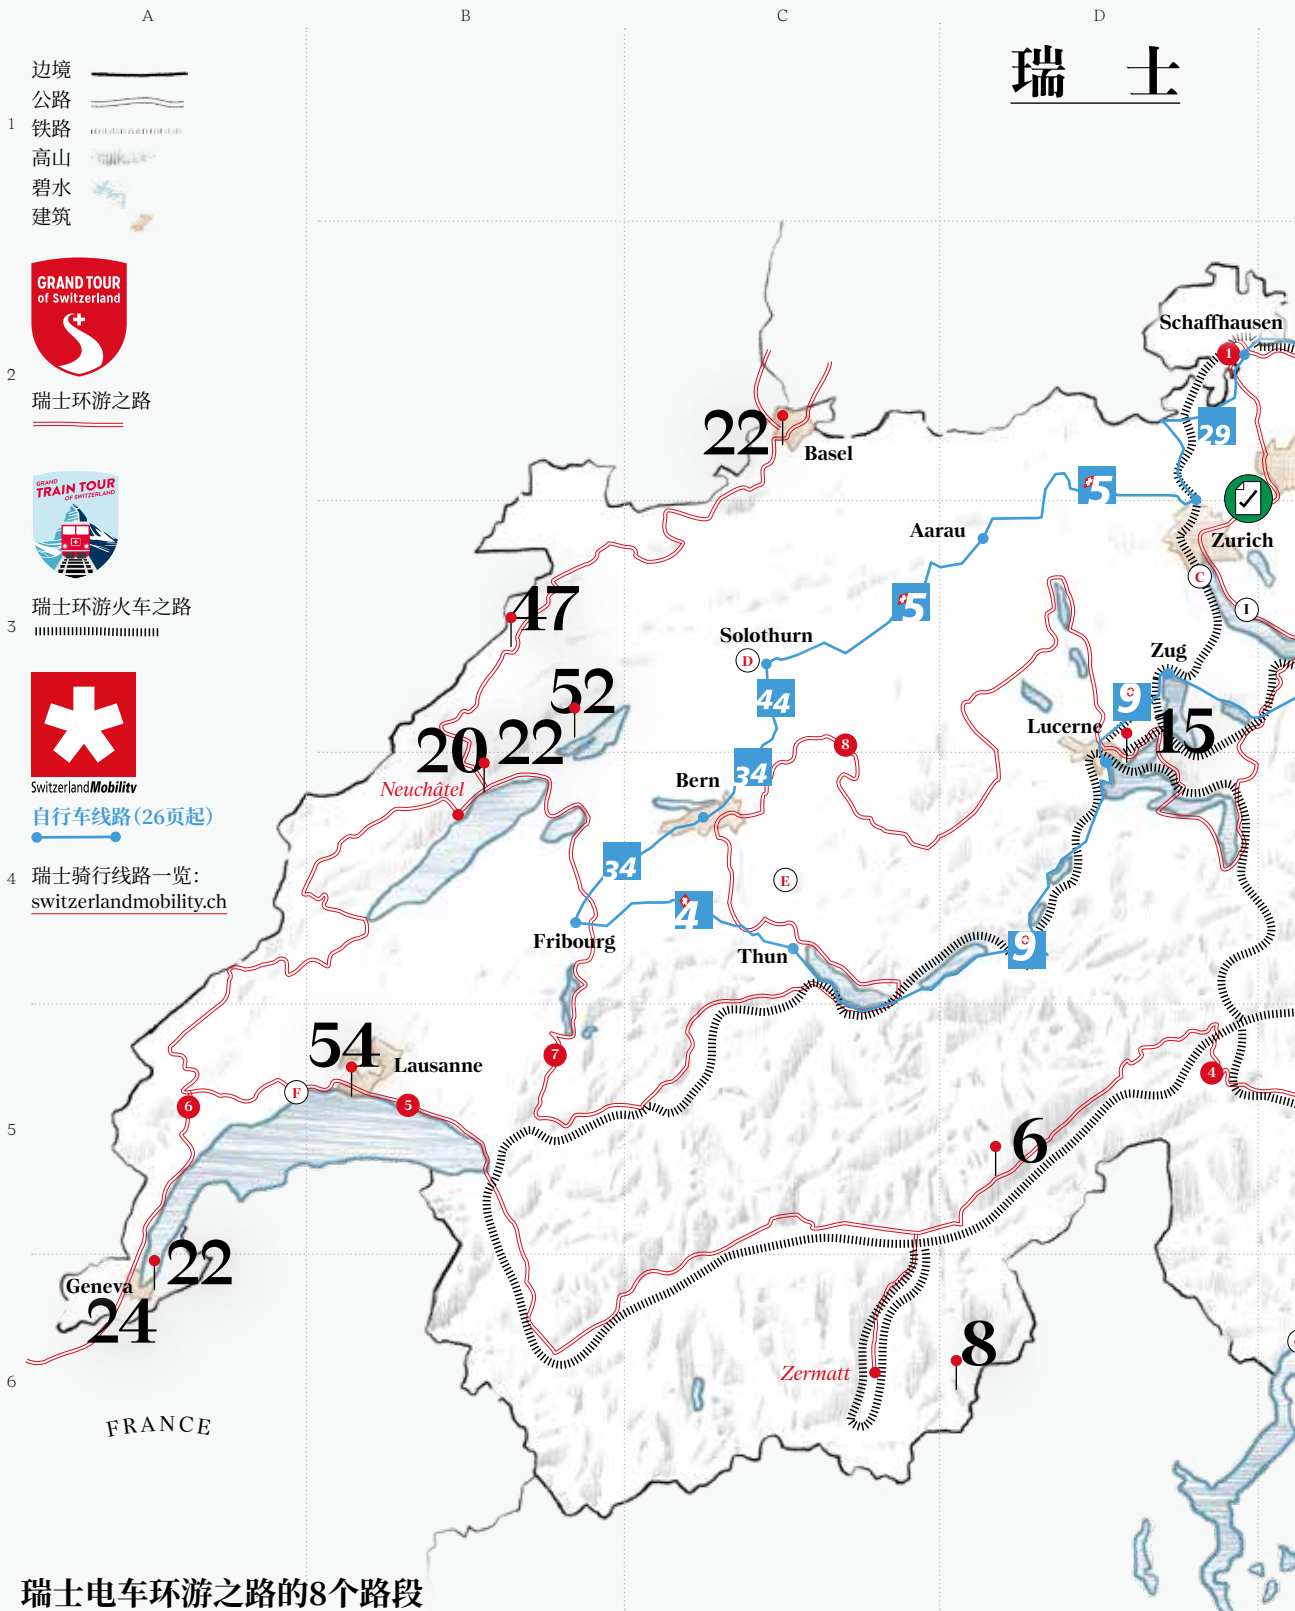 A
B
C
D
瑞 士
边境
公路
1
铁路
高山
碧水
建筑
GRAND TOUR
of Switzerland
Schaffhausen
1
2
瑞士环游之路
22
Basel
29
GRAND
TRAIN TOUR
OF SWITZERLAND
5
Aarau
Zurich
C
瑞士环游火车之路
47
5
I
3
Solothurn
D
Zug
52
44
9
Lucerne
15
20
22
8
SwitzerlandMobility
Neuchâtel
Bern
34
自行车线路(26页起)
34
4
瑞士骑行线路一览:
E
switzerlandmobility.ch
4
Fribourg
Thun
9
54
Lausanne
7
4
F
5
6
5
6
22
Geneva
24
8
Zermatt
6
FRANCE
瑞士电车环游之路的8个路段